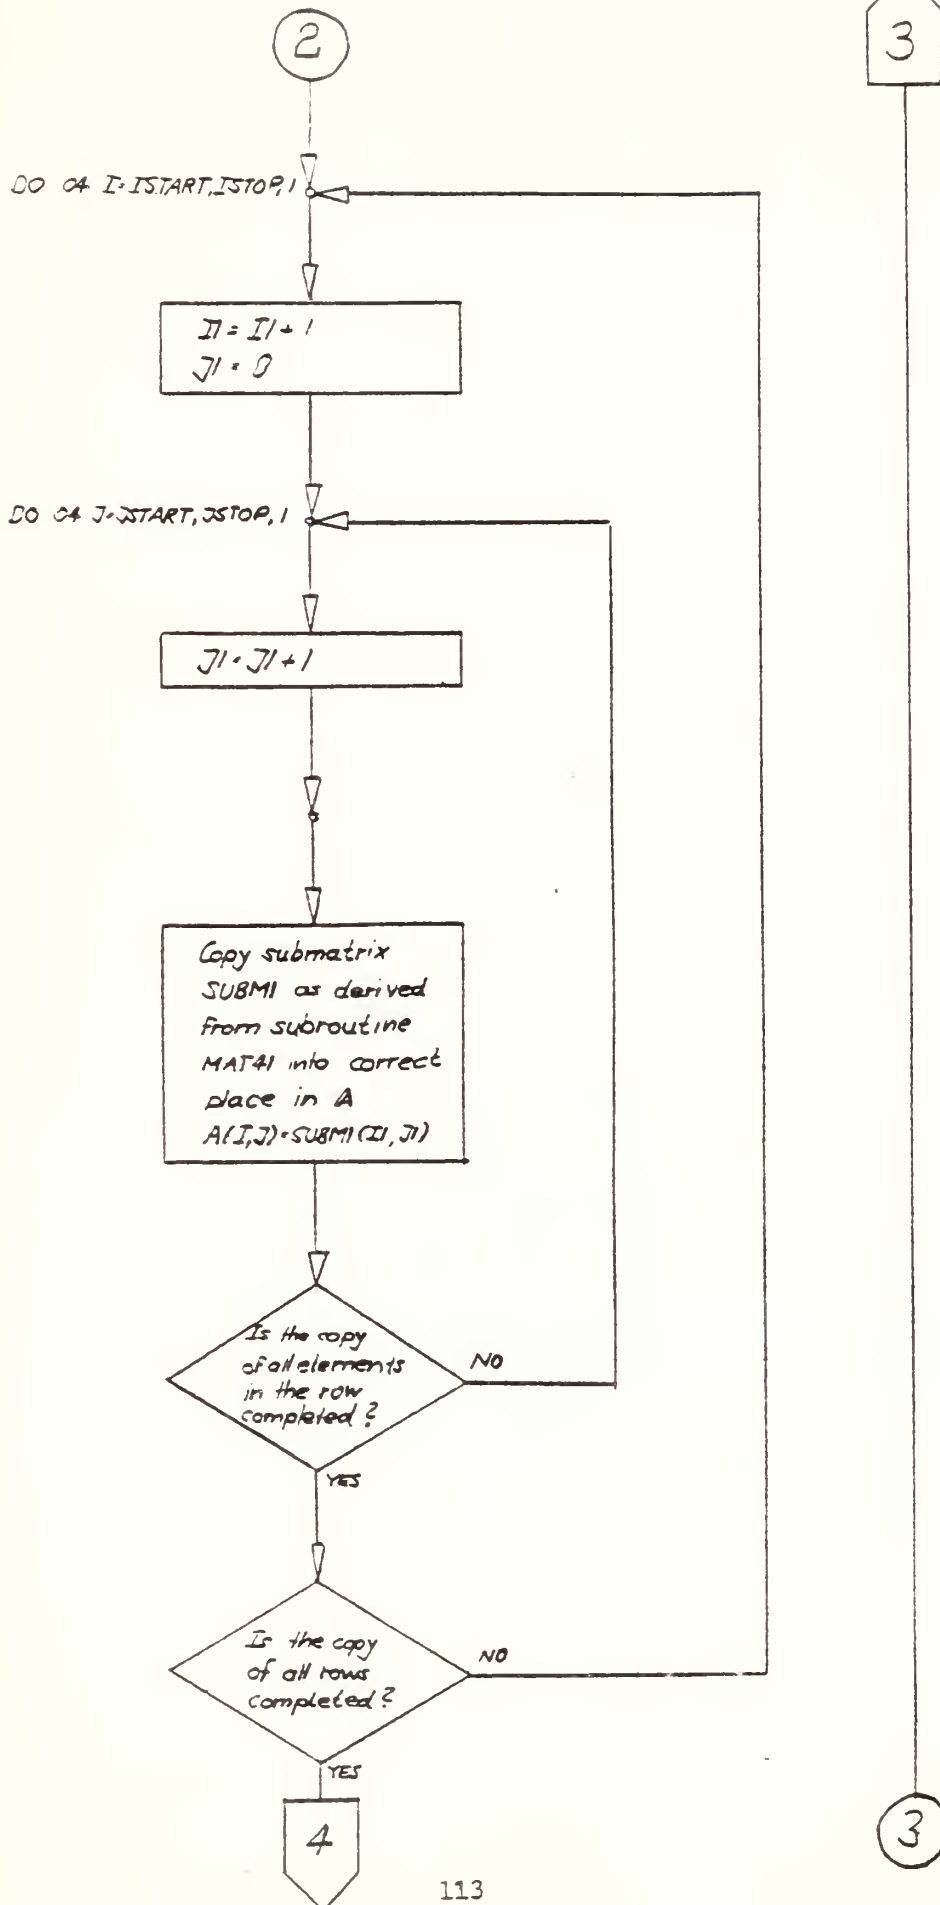 2
3
DO 04 I=ISTART,ISTOP,1
I1 = I1 + 1
J1 = 0
DO 04 J=JSTART,JSTOP,1
J1 = J1 + 1
Copy submatrix
SUBM1 as derived
from subroutine
MAT41 into correct
place in A
A(I,J)=SUBM1(I1,J1)
Is the copy
of all elements
in the row
completed?
NO
YES
Is the copy
of all rows
completed?
NO
YES
4
3
113